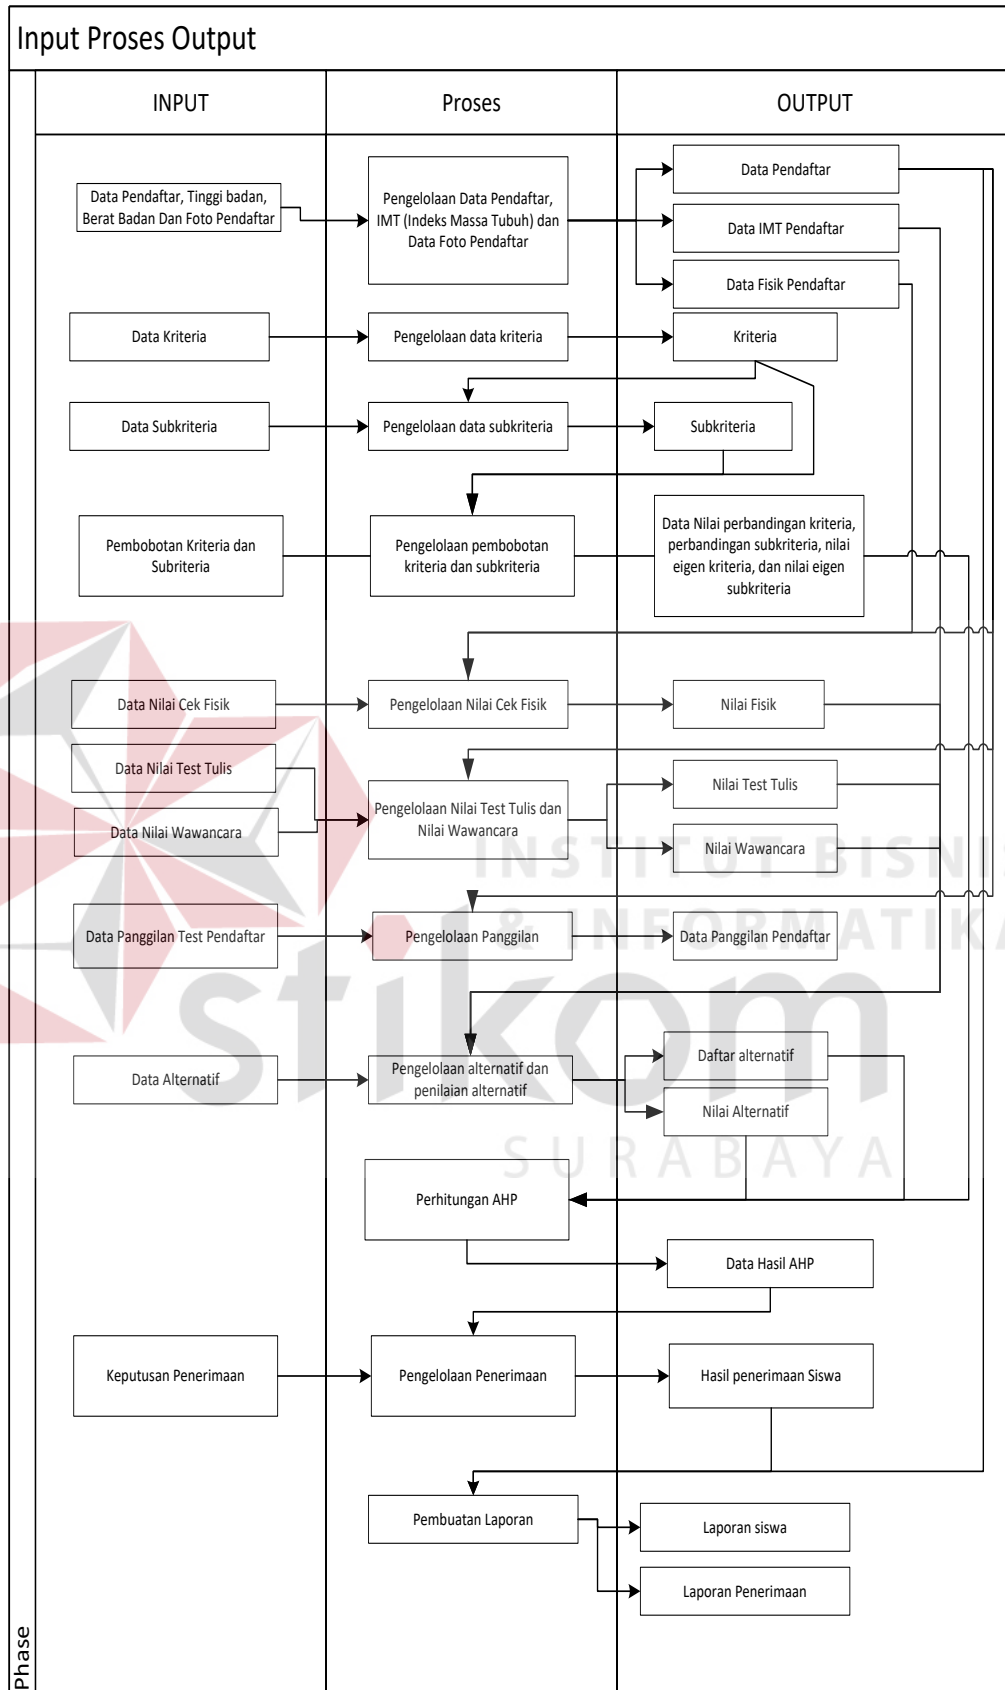 Input Proses Output
INPUT
Proses
OUTPUT
Data Pendaftar, Tinggi badan,
Berat Badan Dan Foto Pendaftar
Pengelolaan Data Pendaftar,
IMT (Indeks Massa Tubuh) dan
Data Foto Pendaftar
Data Pendaftar
Data IMT Pendaftar
Data Fisik Pendaftar
Data Kriteria
Pengelolaan data kriteria
Kriteria
Data Subkriteria
Pengelolaan data subkriteria
Subkriteria
Pembobotan Kriteria dan
Subriteria
Pengelolaan pembobotan
kriteria dan subkriteria
Data Nilai perbandingan kriteria,
perbandingan subkriteria, nilai
eigen kriteria, dan nilai eigen
subkriteria
Data Nilai Cek Fisik
Pengelolaan Nilai Cek Fisik
Nilai Fisik
Data Nilai Test Tulis
Data Nilai Wawancara
Pengelolaan Nilai Test Tulis dan
Nilai Wawancara
Nilai Test Tulis
Nilai Wawancara
INSTITUT BISNIS
& INFORMATIKA
Data Panggilan Test Pendaftar
Pengelolaan Panggilan
Data Panggilan Pendaftar
stikom
Data Alternatif
Pengelolaan alternatif dan
penilaian alternatif
Daftar alternatif
Nilai Alternatif
SURABAYA
Perhitungan AHP
Data Hasil AHP
Keputusan Penerimaan
Pengelolaan Penerimaan
Hasil penerimaan Siswa
Pembuatan Laporan
Laporan siswa
Laporan Penerimaan
Phase